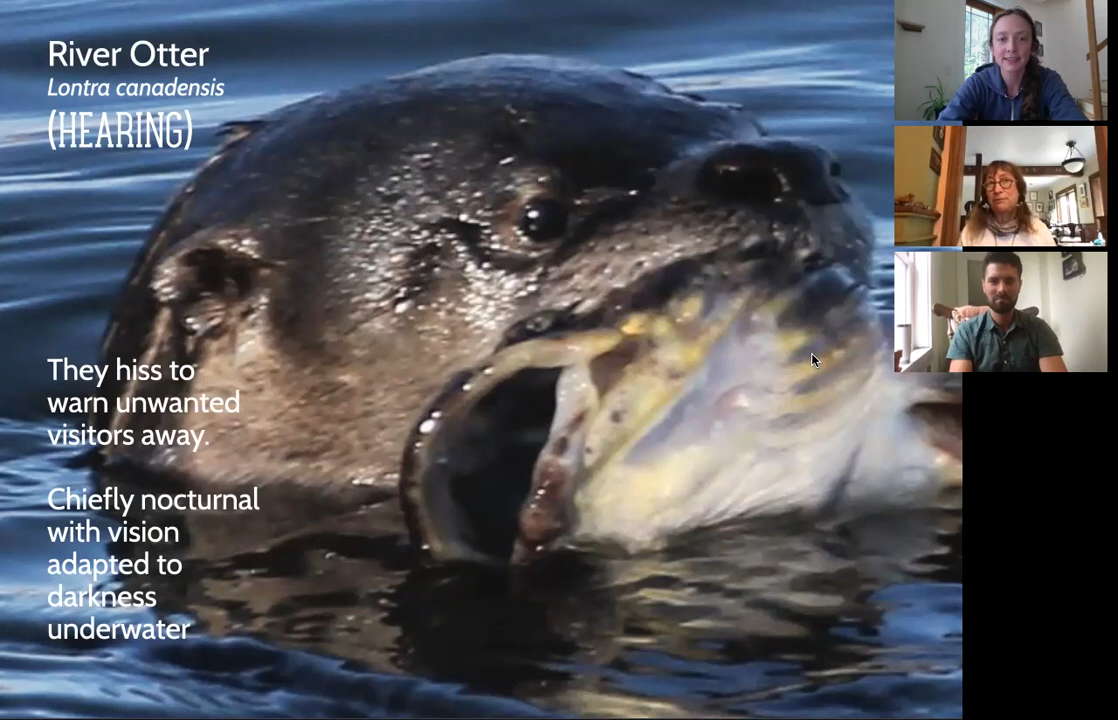 River Otter
Lontra canadensis
(HEARING)
They hiss to
warn unwanted
visitors away.
Chiefly nocturnal
with vision
adapted to
darkness
underwater